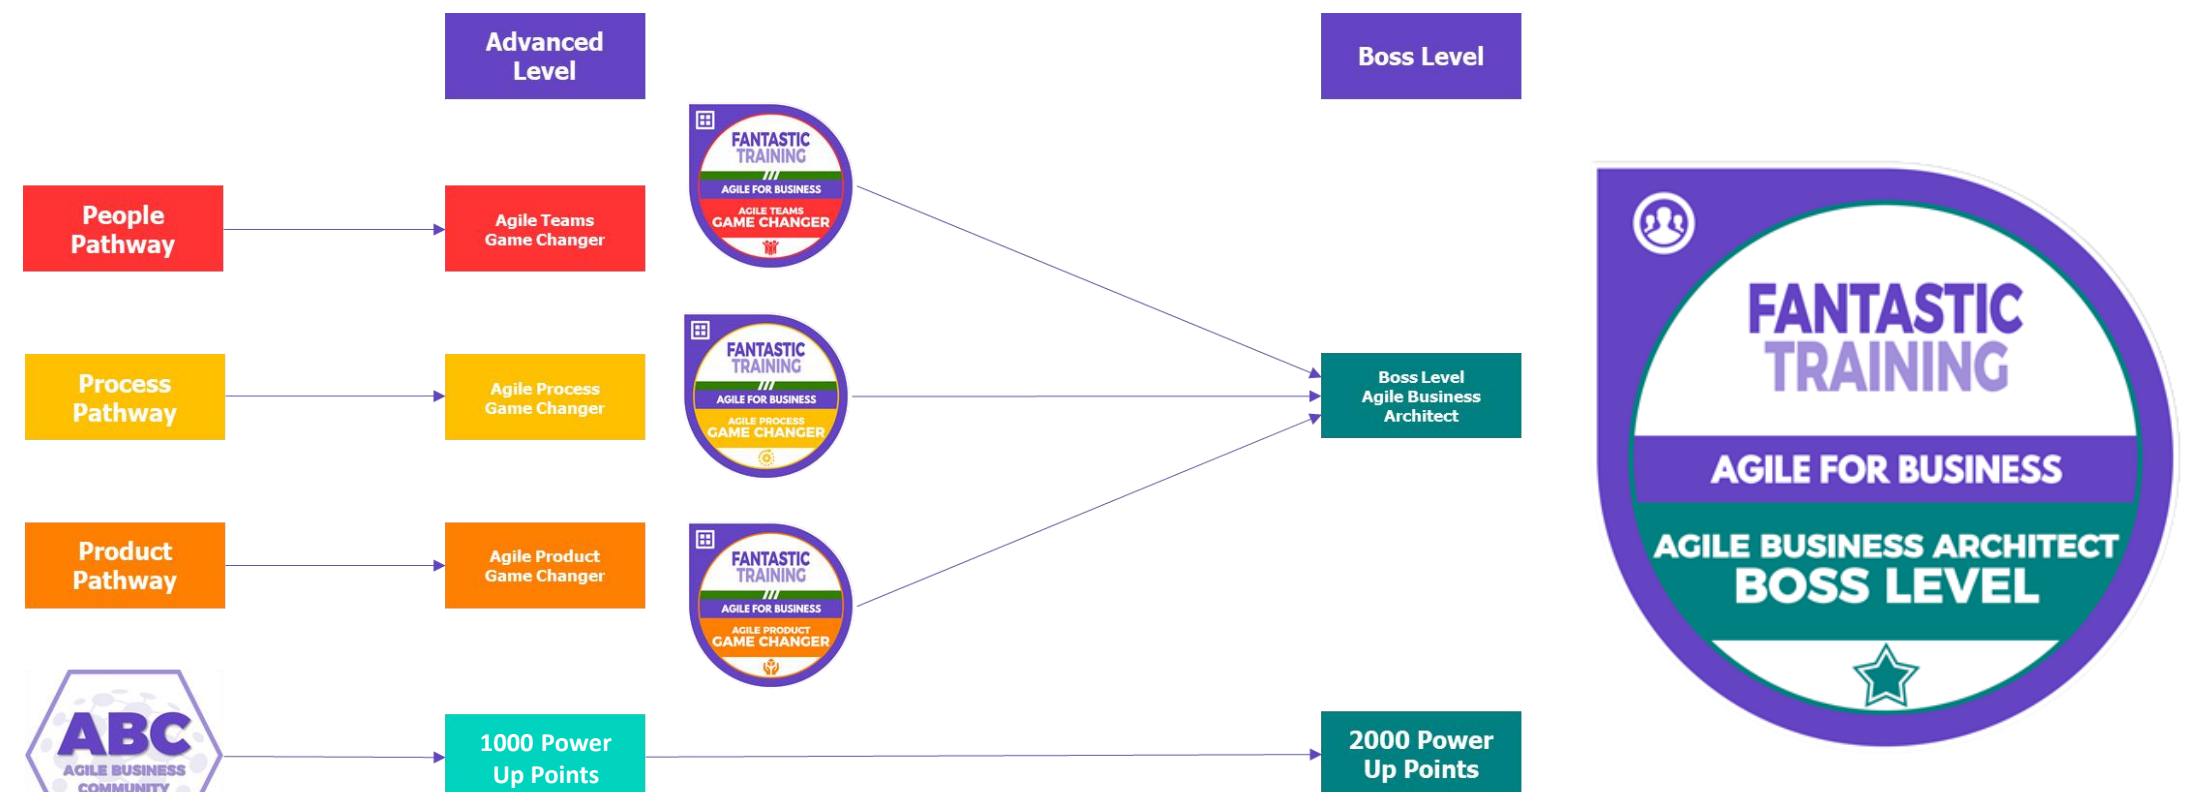 Advanced
Level
Boss Level
FANTASTIC
TRAINING
AGILE FOR BUSINESS
AGILE TEAMS
GAME CHANGER
People
Pathway
Agile Teams
Game Changer
FANTASTIC
TRAINING
AGILE FOR BUSINESS
AGILE PROCESS
GAME CHANGER
Process
Pathway
Agile Process
Game Changer
Boss Level
Agile Business
Architect
FANTASTIC
TRAINING
AGILE FOR BUSINESS
AGILE BUSINESS ARCHITECT
BOSS LEVEL
Product
Pathway
Agile Product
Game Changer
FANTASTIC
TRAINING
AGILE FOR BUSINESS
AGILE PRODUCT
GAME CHANGER
ABC
AGILE BUSINESS
COMMUNITY
1000 Power
Up Points
2000 Power
Up Points